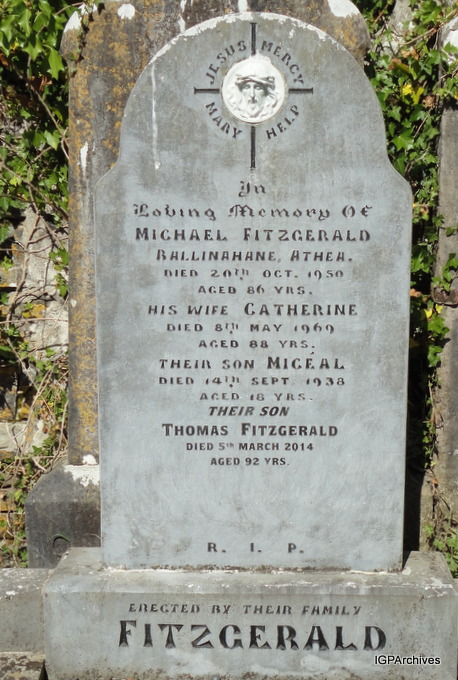 JESUS MERCY
MARY HELP
In
Loving Memory Of
MICHAEL FITZGERALD
BALLINAHANE, ATHEA.
DIED 20TH OCT. 1950
AGED 86 YRS.
HIS WIFE CATHERINE
DIED 8TH MAY 1969
AGED 88 YRS.
THEIR SON MICÉAL
DIED 14TH SEPT. 1938
AGED 18 YRS.
THEIR SON
THOMAS FITZGERALD
DIED 5TH MARCH 2014
AGED 92 YRS.
R. I. P.
ERECTED BY THEIR FAMILY
FITZGERALD
IGPArchives